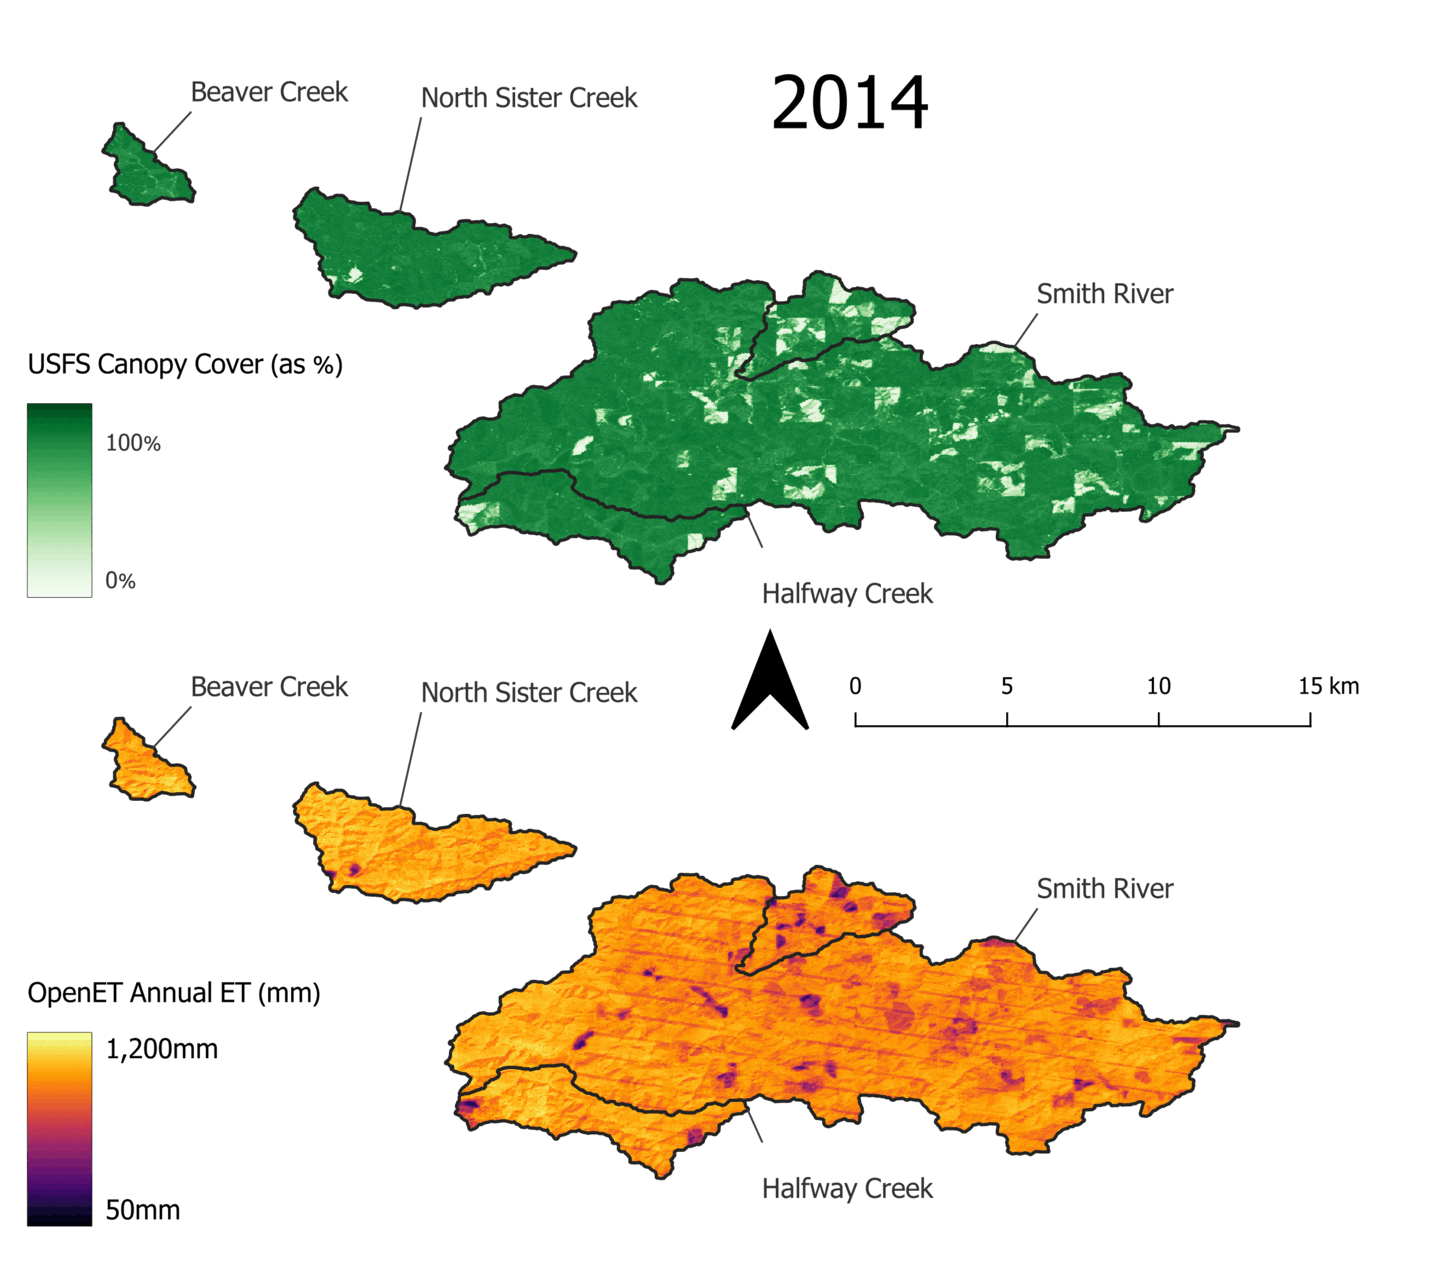 2014
Beaver Creek
North Sister Creek
Smith River
USFS Canopy Cover (as %)
100%
0%
Halfway Creek
Beaver Creek
North Sister Creek
0 5 10 15 km
Smith River
OpenET Annual ET (mm)
1,200mm
50mm
Halfway Creek